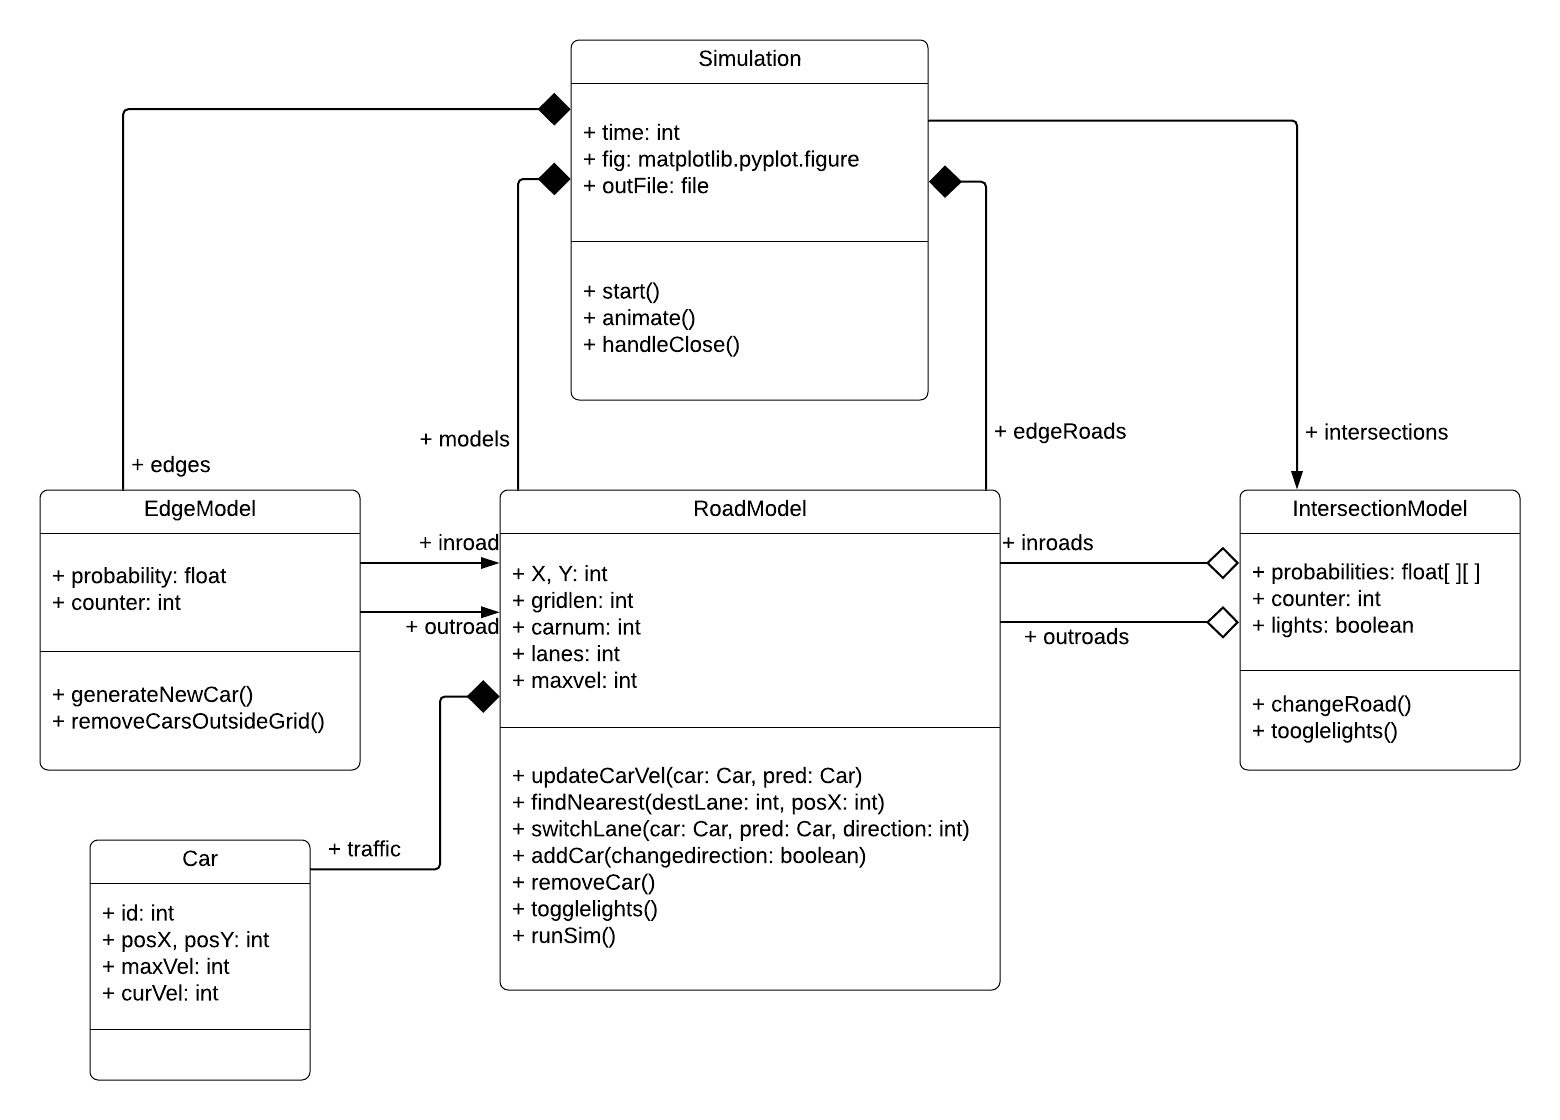 Simulation
+ time: int
+ fig: matplotlib.pyplot.figure
+ outFile: file
+ start()
+ animate()
+ handleClose()
+ edges
+ models
+ edgeRoads
+ intersections
EdgeModel
+ probability: float
+ counter: int
+ generateNewCar()
+ removeCarsOutsideGrid()
+ inroad
+ outroad
RoadModel
+ X, Y: int
+ gridlen: int
+ carnum: int
+ lanes: int
+ maxvel: int
+ updateCarVel(car: Car, pred: Car)
+ findNearest(destLane: int, posX: int)
+ switchLane(car: Car, pred: Car, direction: int)
+ addCar(changedirection: boolean)
+ removeCar()
+ togglelights()
+ runSim()
+ inroads
+ outroads
IntersectionModel
+ probabilities: float[ ][ ]
+ counter: int
+ lights: boolean
+ changeRoad()
+ tooglelights()
+ traffic
Car
+ id: int
+ posX, posY: int
+ maxVel: int
+ curVel: int